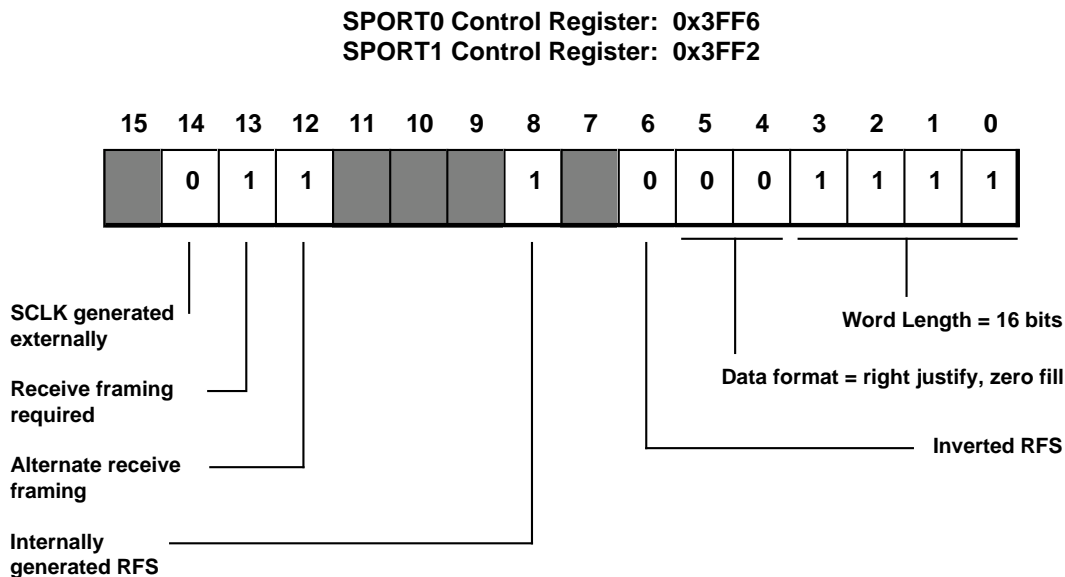 SPORT0 Control Register: 0x3FF6
SPORT1 Control Register: 0x3FF2
15 14 13 12 11 10 9 8 7 6 5 4 3 2 1 0
0 1 1 1 0 0 0 1 1 1 1
SCLK generated
externally
Word Length = 16 bits
Receive framing
required
Data format = right justify, zero fill
Alternate receive
framing
Inverted RFS
Internally
generated RFS